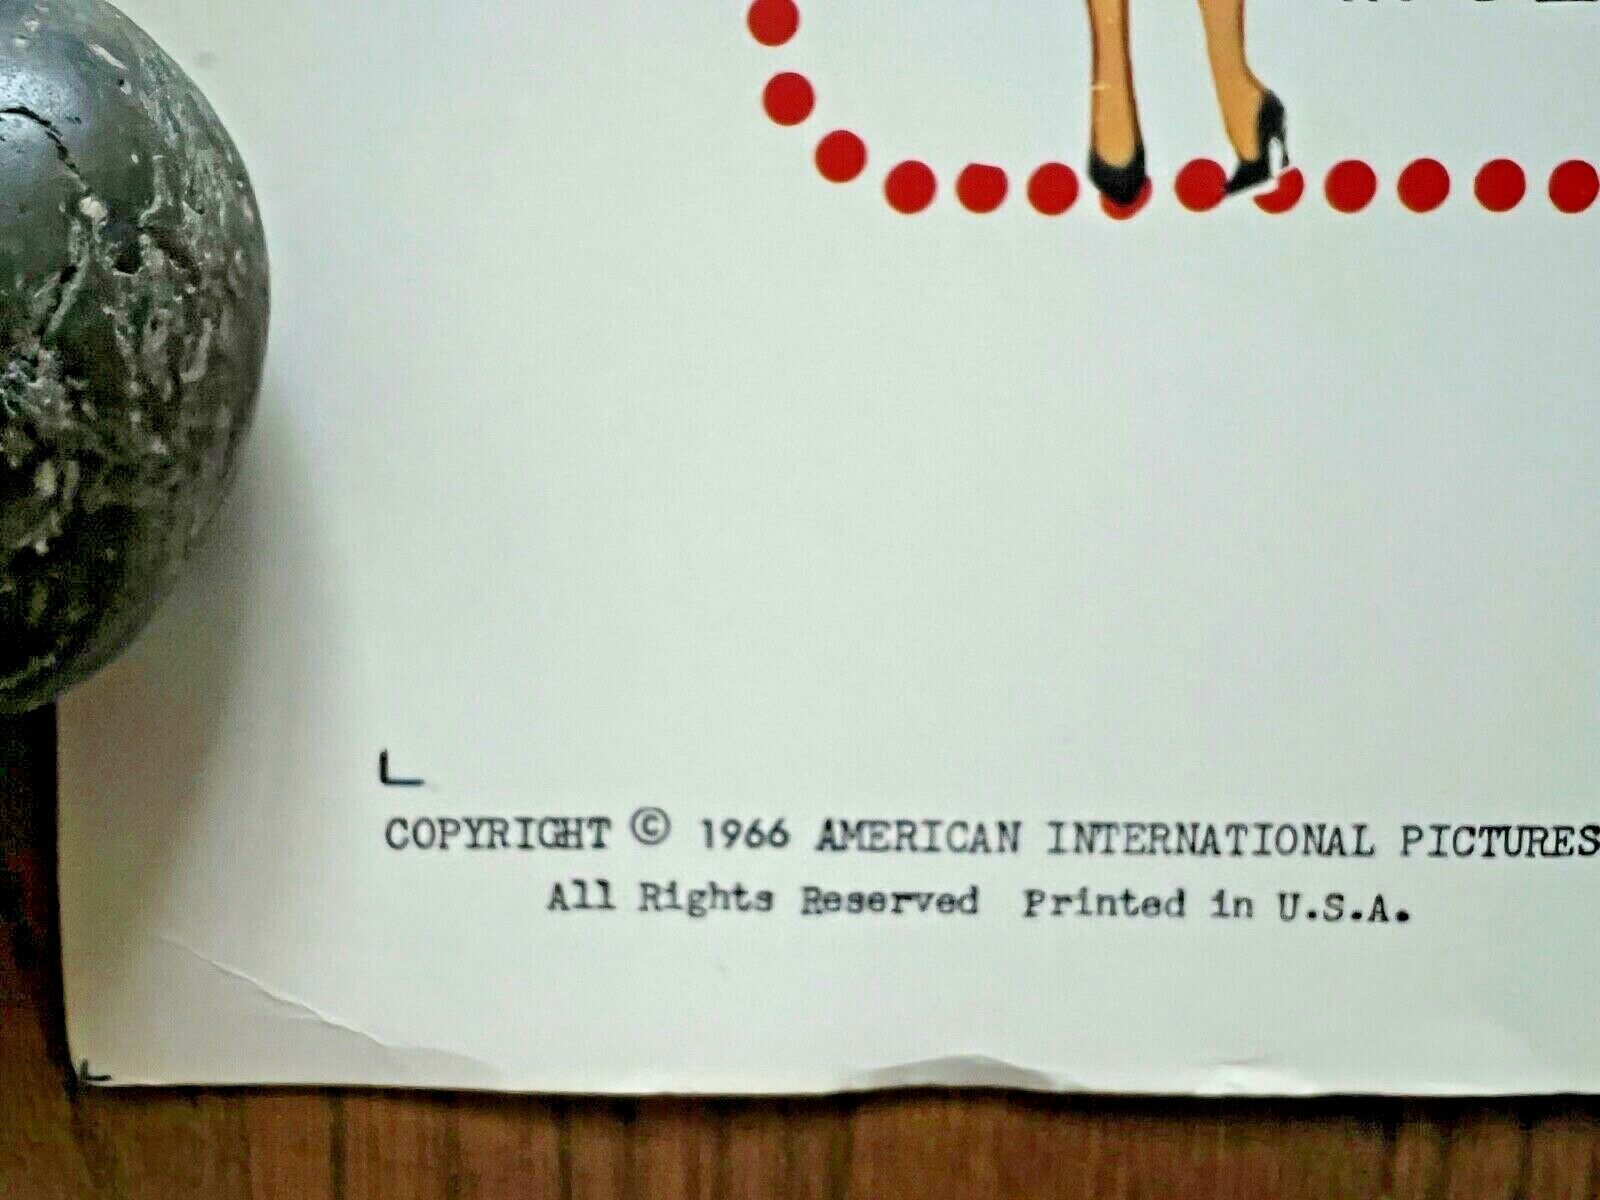 COPYRIGHT © 1966 AMERICAN INTERNATIONAL PICTURES
All Rights Reserved Printed in U.S.A.